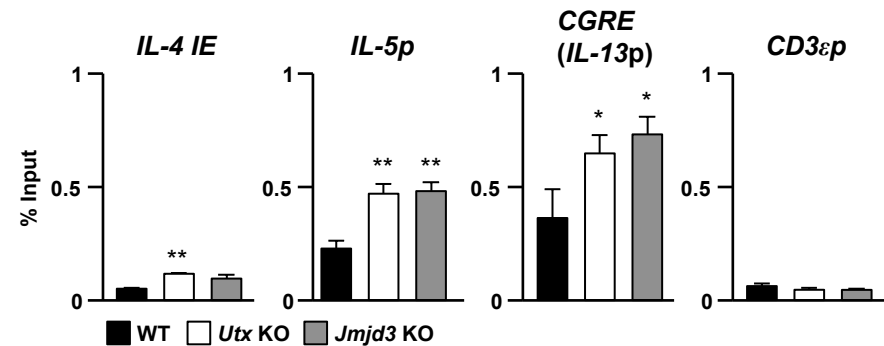 IL-4 IE
IL-5p
CGRE
(IL-13p)
CD3εp
% Input
1
0.5
0
**
1
0.5
0
** **
1
0.5
0
* *
1
0.5
0
WT Utx KO Jmjd3 KO